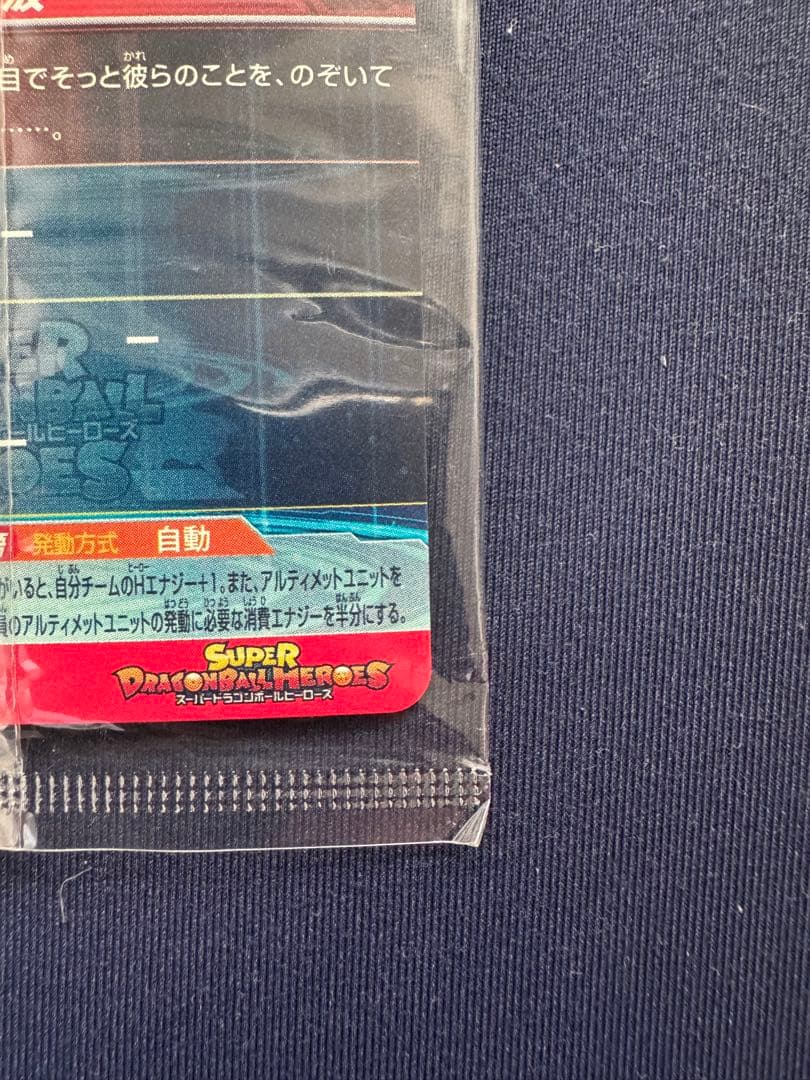 波
目でそっと彼らのことを、のぞいて
……。
ルヒーローズ
発動方式 自動
がいると、自分チームのHエナジー+1。また、アルティメットユニットを
員のアルティメットユニットの発動に必要な消費エナジーを半分にする。
SUPER
DRAGONBALL HEROES
スーパードラゴンボールヒーローズ